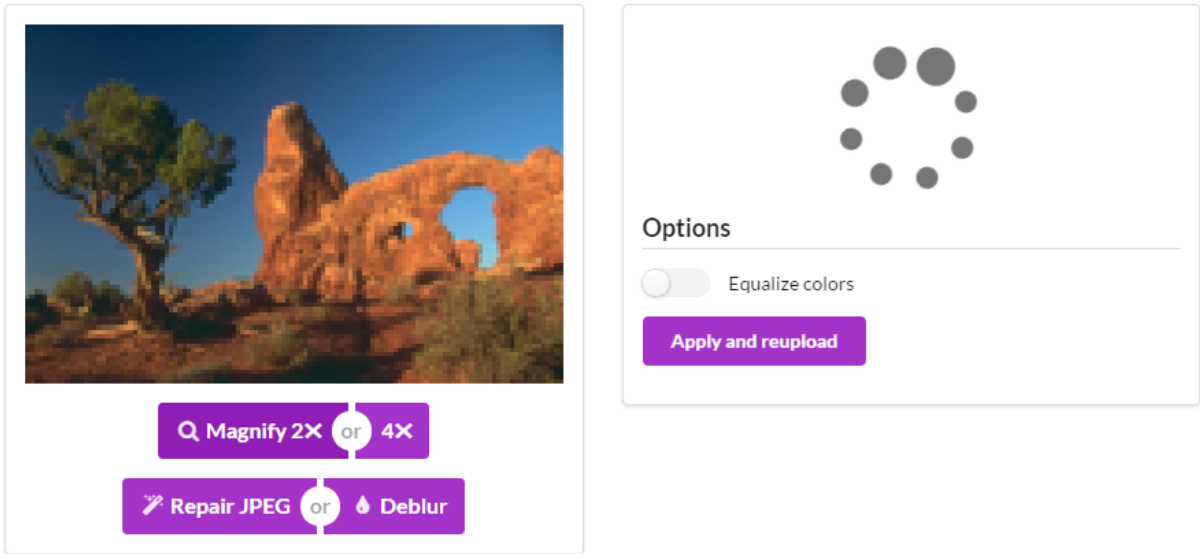 Magnify 2× or 4×
Repair JPEG or Deblur
Options
Equalize colors
Apply and reupload